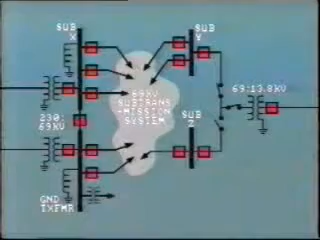 SUB
X
SUB
Y
69KV
SUBTRANS
-MISSION
SYSTEM
69:13.8KV
230:
69KV
SUB
Z
GND
TXFMR